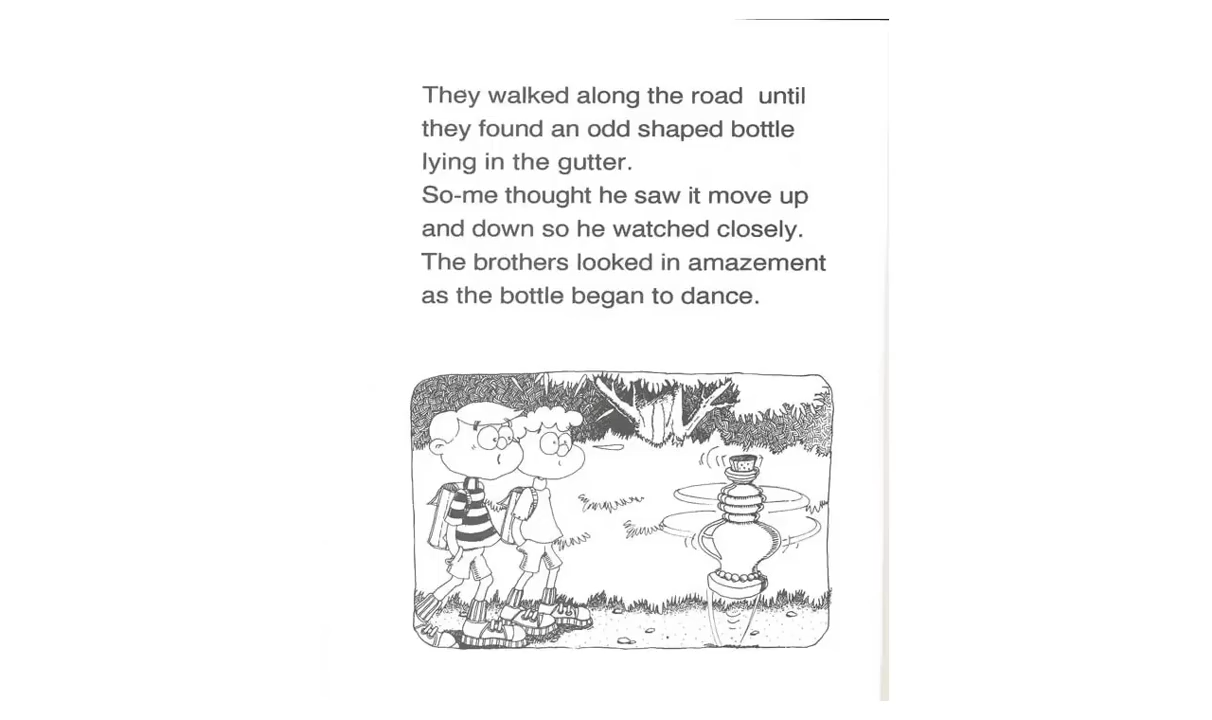 They walked along the road until
they found an odd shaped bottle
lying in the gutter.
So-me thought he saw it move up
and down so he watched closely.
The brothers looked in amazement
as the bottle began to dance.